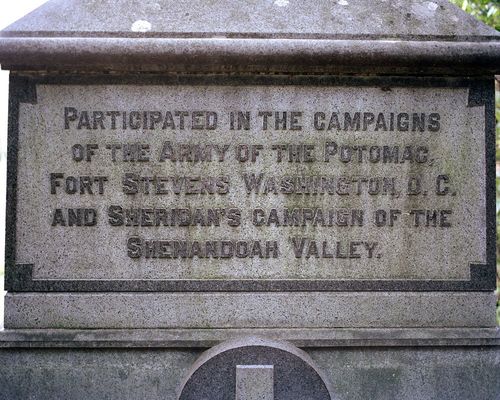 Participated in the campaigns
of the Army of the Potomac,
Fort Stevens Washington, D. C.
and Sheridan's campaign of the
Shenandoah Valley.